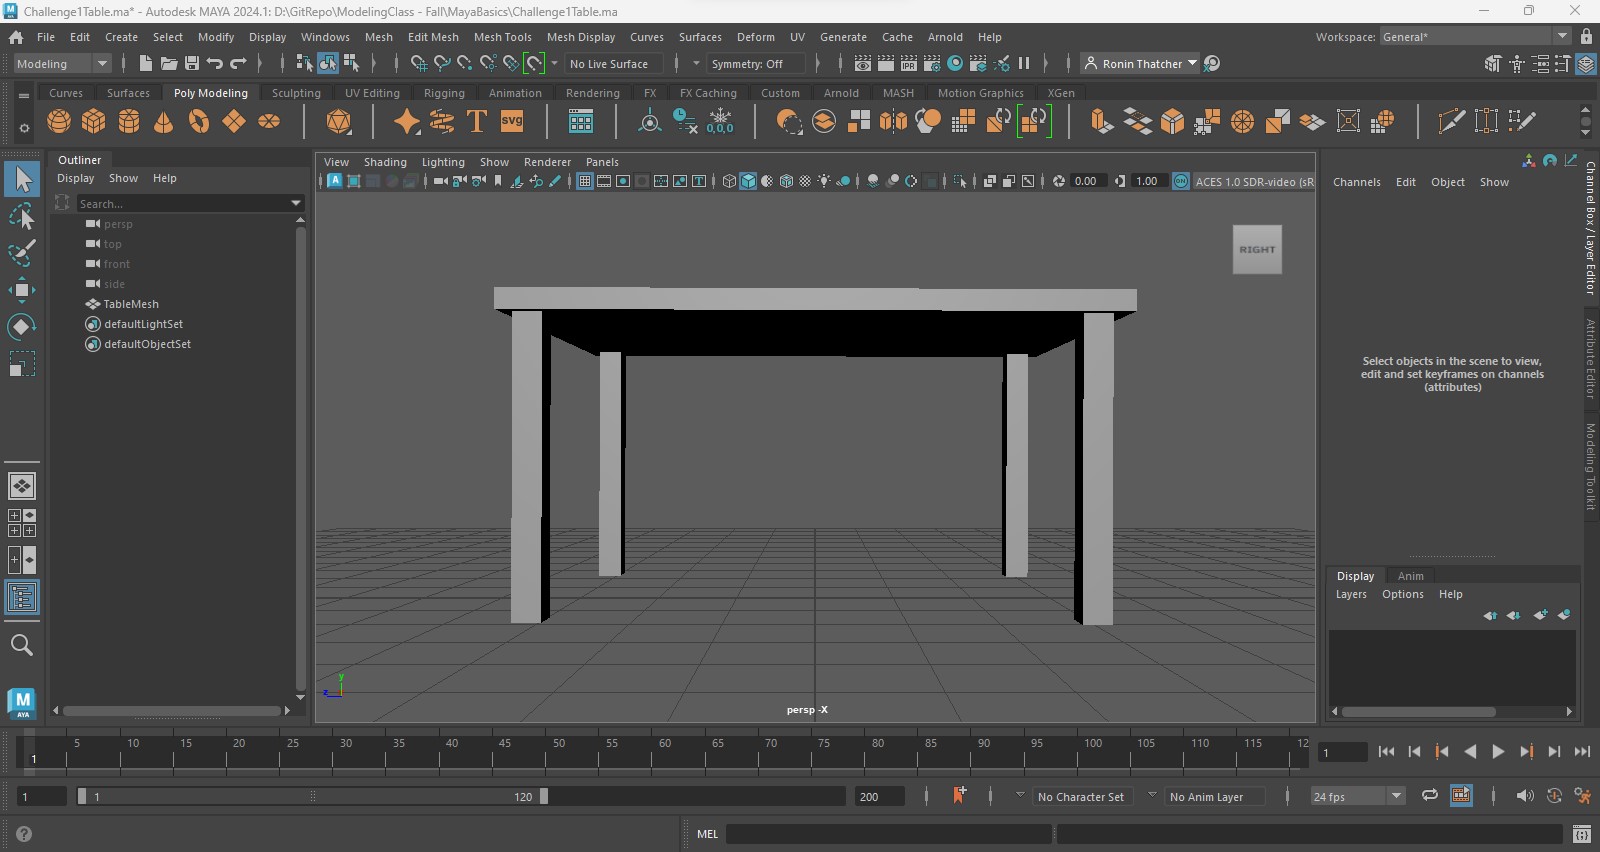 Challenge1Table.ma* - Autodesk MAYA 2024.1: D:\GitRepo\ModelingClass - Fall\MayaBasics\Challenge1Table.ma
File Edit Create Select Modify Display Windows Mesh Edit Mesh Mesh Tools Mesh Display Curves Surfaces Deform UV Generate Cache Arnold Help Workspace: General*
Modeling No Live Surface Symmetry: Off IPR Ronin Thatcher
Curves Surfaces Poly Modeling Sculpting UV Editing Rigging Animation Rendering FX FX Caching Custom Arnold MASH Motion Graphics XGen
T SVG 0,0,0
Outliner
Display Show Help
Search...
persp
top
front
side
TableMesh
defaultLightSet
defaultObjectSet
View Shading Lighting Show Renderer Panels
0.00 1.00 ON ACES 1.0 SDR-video (sR
RIGHT
y
z
persp -X
Channels Edit Object Show
Select objects in the scene to view,
edit and set keyframes on channels
(attributes)
Channel Box / Layer Editor
Attribute Editor
Modeling Toolkit
Display Anim
Layers Options Help
M
AYA
5 10 15 20 25 30 35 40 45 50 55 60 65 70 75 80 85 90 95 100 105 110 115 12
1 1
1 1 120 200 No Character Set No Anim Layer 24 fps
MEL